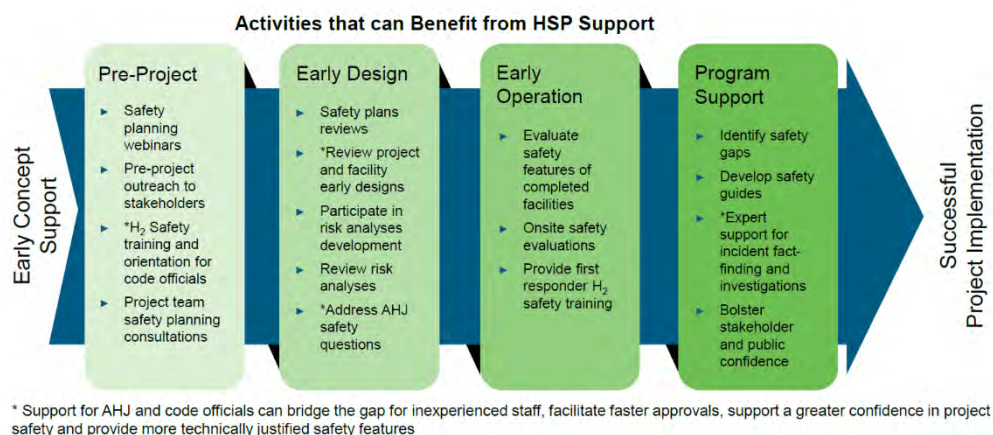 Activities that can Benefit from HSP Support
Early Concept
Support
Pre-Project
► Safety
planning
webinars
► Pre-project
outreach to
stakeholders
► *H₂ Safety
training and
orientation for
code officials
► Project team
safety planning
consultations
Early Design
► Safety plans
reviews
► *Review project
and facility
early designs
► Participate in
risk analyses
development
► Review risk
analyses
► *Address AHJ
safety
questions
Early
Operation
► Evaluate
safety
features of
completed
facilities
► Onsite safety
evaluations
► Provide first
responder H₂
safety training
Program
Support
► Identify safety
gaps
► Develop safety
guides
► *Expert
support for
incident fact-
finding and
investigations
► Bolster
stakeholder
and public
confidence
Successful
Project Implementation
* Support for AHJ and code officials can bridge the gap for inexperienced staff, facilitate faster approvals, support a greater confidence in project
safety and provide more technically justified safety features